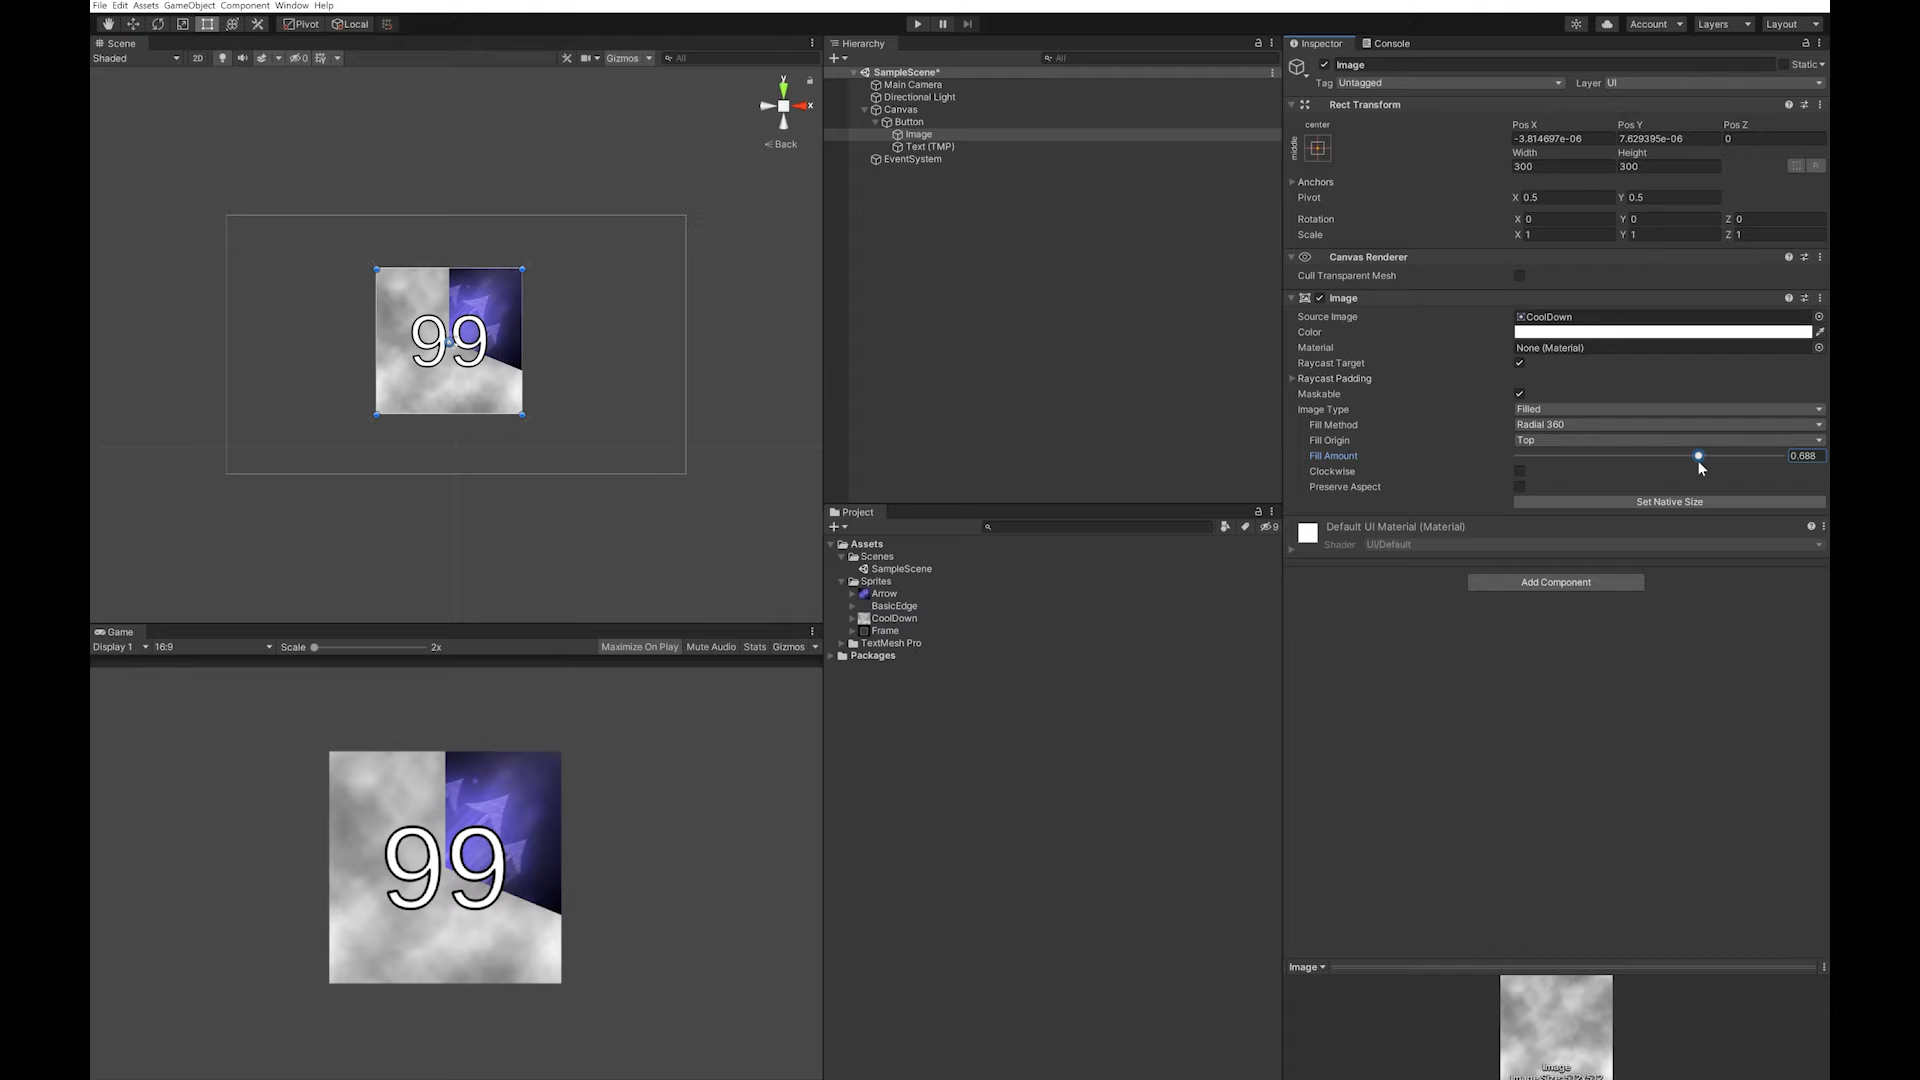 File Edit Assets GameObject Component Window Help
Pivot Local
Account Layers Layout
Scene
Shaded 2D 0 Gizmos All
y
x
Back
99
Game
Display 1 16:9 Scale 2x Maximize On Play Mute Audio Stats Gizmos
99
Hierarchy
All
SampleScene*
Main Camera
Directional Light
Canvas
Button
Image
Text (TMP)
EventSystem
Project
9
Assets
Scenes
SampleScene
Sprites
Arrow
BasicEdge
CoolDown
Frame
TextMesh Pro
Packages
Inspector Console
Image Static
Tag Untagged Layer UI
Rect Transform
center
middle
Pos X Pos Y Pos Z
-3.814697e-06 7.629395e-06 0
Width Height
300 300
R
Anchors
Pivot X 0.5 Y 0.5
Rotation X 0 Y 0 Z 0
Scale X 1 Y 1 Z 1
Canvas Renderer
Cull Transparent Mesh
Image
Source Image CoolDown
Color
Material None (Material)
Raycast Target
Raycast Padding
Maskable
Image Type Filled
Fill Method Radial 360
Fill Origin Top
Fill Amount 0.688
Clockwise
Preserve Aspect
Set Native Size
Default UI Material (Material)
Shader UI/Default
Add Component
Image
Image
Image Size: 512x512